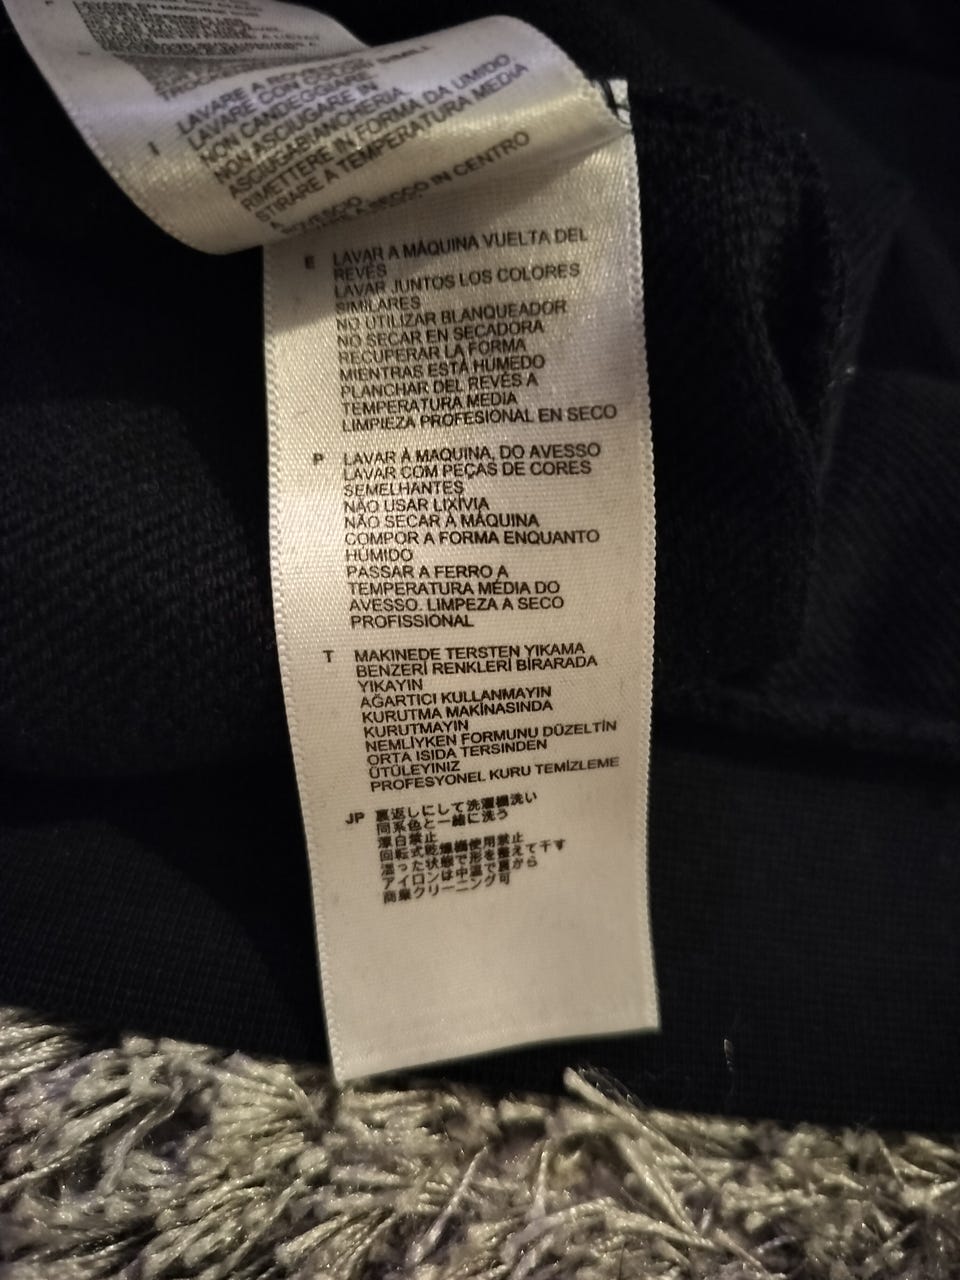 LAVARE A
LAVARE CON COLORI SIMILI
NON CANDEGGIARE
NON ASCIUGARE IN
ASCIUGABIANCHERIA
RIMETTERE IN FORMA DA UMIDO
STIRARE A TEMPERATURA MEDIA
I
ROVESCIO
A SECCO IN CENTRO
E LAVAR A MÁQUINA VUELTA DEL
REVÉS
LAVAR JUNTOS LOS COLORES
SIMILARES
NO UTILIZAR BLANQUEADOR
NO SECAR EN SECADORA
RECUPERAR LA FORMA
MIENTRAS ESTÁ HÚMEDO
PLANCHAR DEL REVÉS A
TEMPERATURA MEDIA
LIMPIEZA PROFESIONAL EN SECO
P LAVAR À MAQUINA, DO AVESSO
LAVAR COM PEÇAS DE CORES
SEMELHANTES
NÃO USAR LIXÍVIA
NÃO SECAR À MÁQUINA
COMPOR A FORMA ENQUANTO
HÚMIDO
PASSAR A FERRO A
TEMPERATURA MÉDIA DO
AVESSO. LIMPEZA A SECO
PROFISSIONAL
T MAKINEDE TERSTEN YIKAMA
BENZERİ RENKLERİ BİRARADA
YIKAYIN
AĞARTICI KULLANMAYIN
KURUTMA MAKİNASINDA
KURUTMAYIN
NEMLİYKEN FORMUNU DÜZELTİN
ORTA ISIDA TERSİNDEN
ÜTÜLEYINIZ
PROFESYONEL KURU TEMİZLEME
JP 裏返しにして洗濯機洗い
同系色と一緒に洗う
漂白禁止
回転式乾燥機使用禁止
湿った状態で形を整えて干す
アイロンは中温で裏から
商業クリーニング可